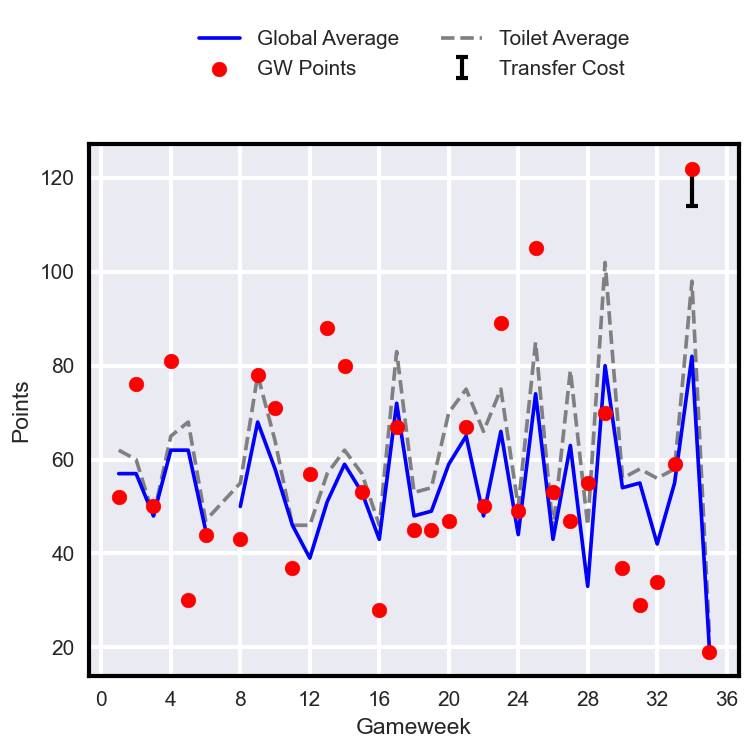 Global Average
Toilet Average
GW Points
Transfer Cost
120
100
80
60
40
20
Points
0 4 8 12 16 20 24 28 32 36
Gameweek